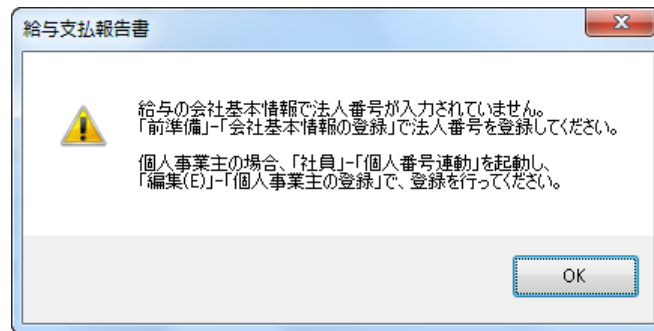 給与支払報告書
給与の会社基本情報で法人番号が入力されていません。
「前準備」-「会社基本情報の登録」で法人番号を登録してください。
個人事業主の場合、「社員」-「個人番号連動」を起動し、
「編集(E)」-「個人事業主の登録」で、登録を行ってください。
OK